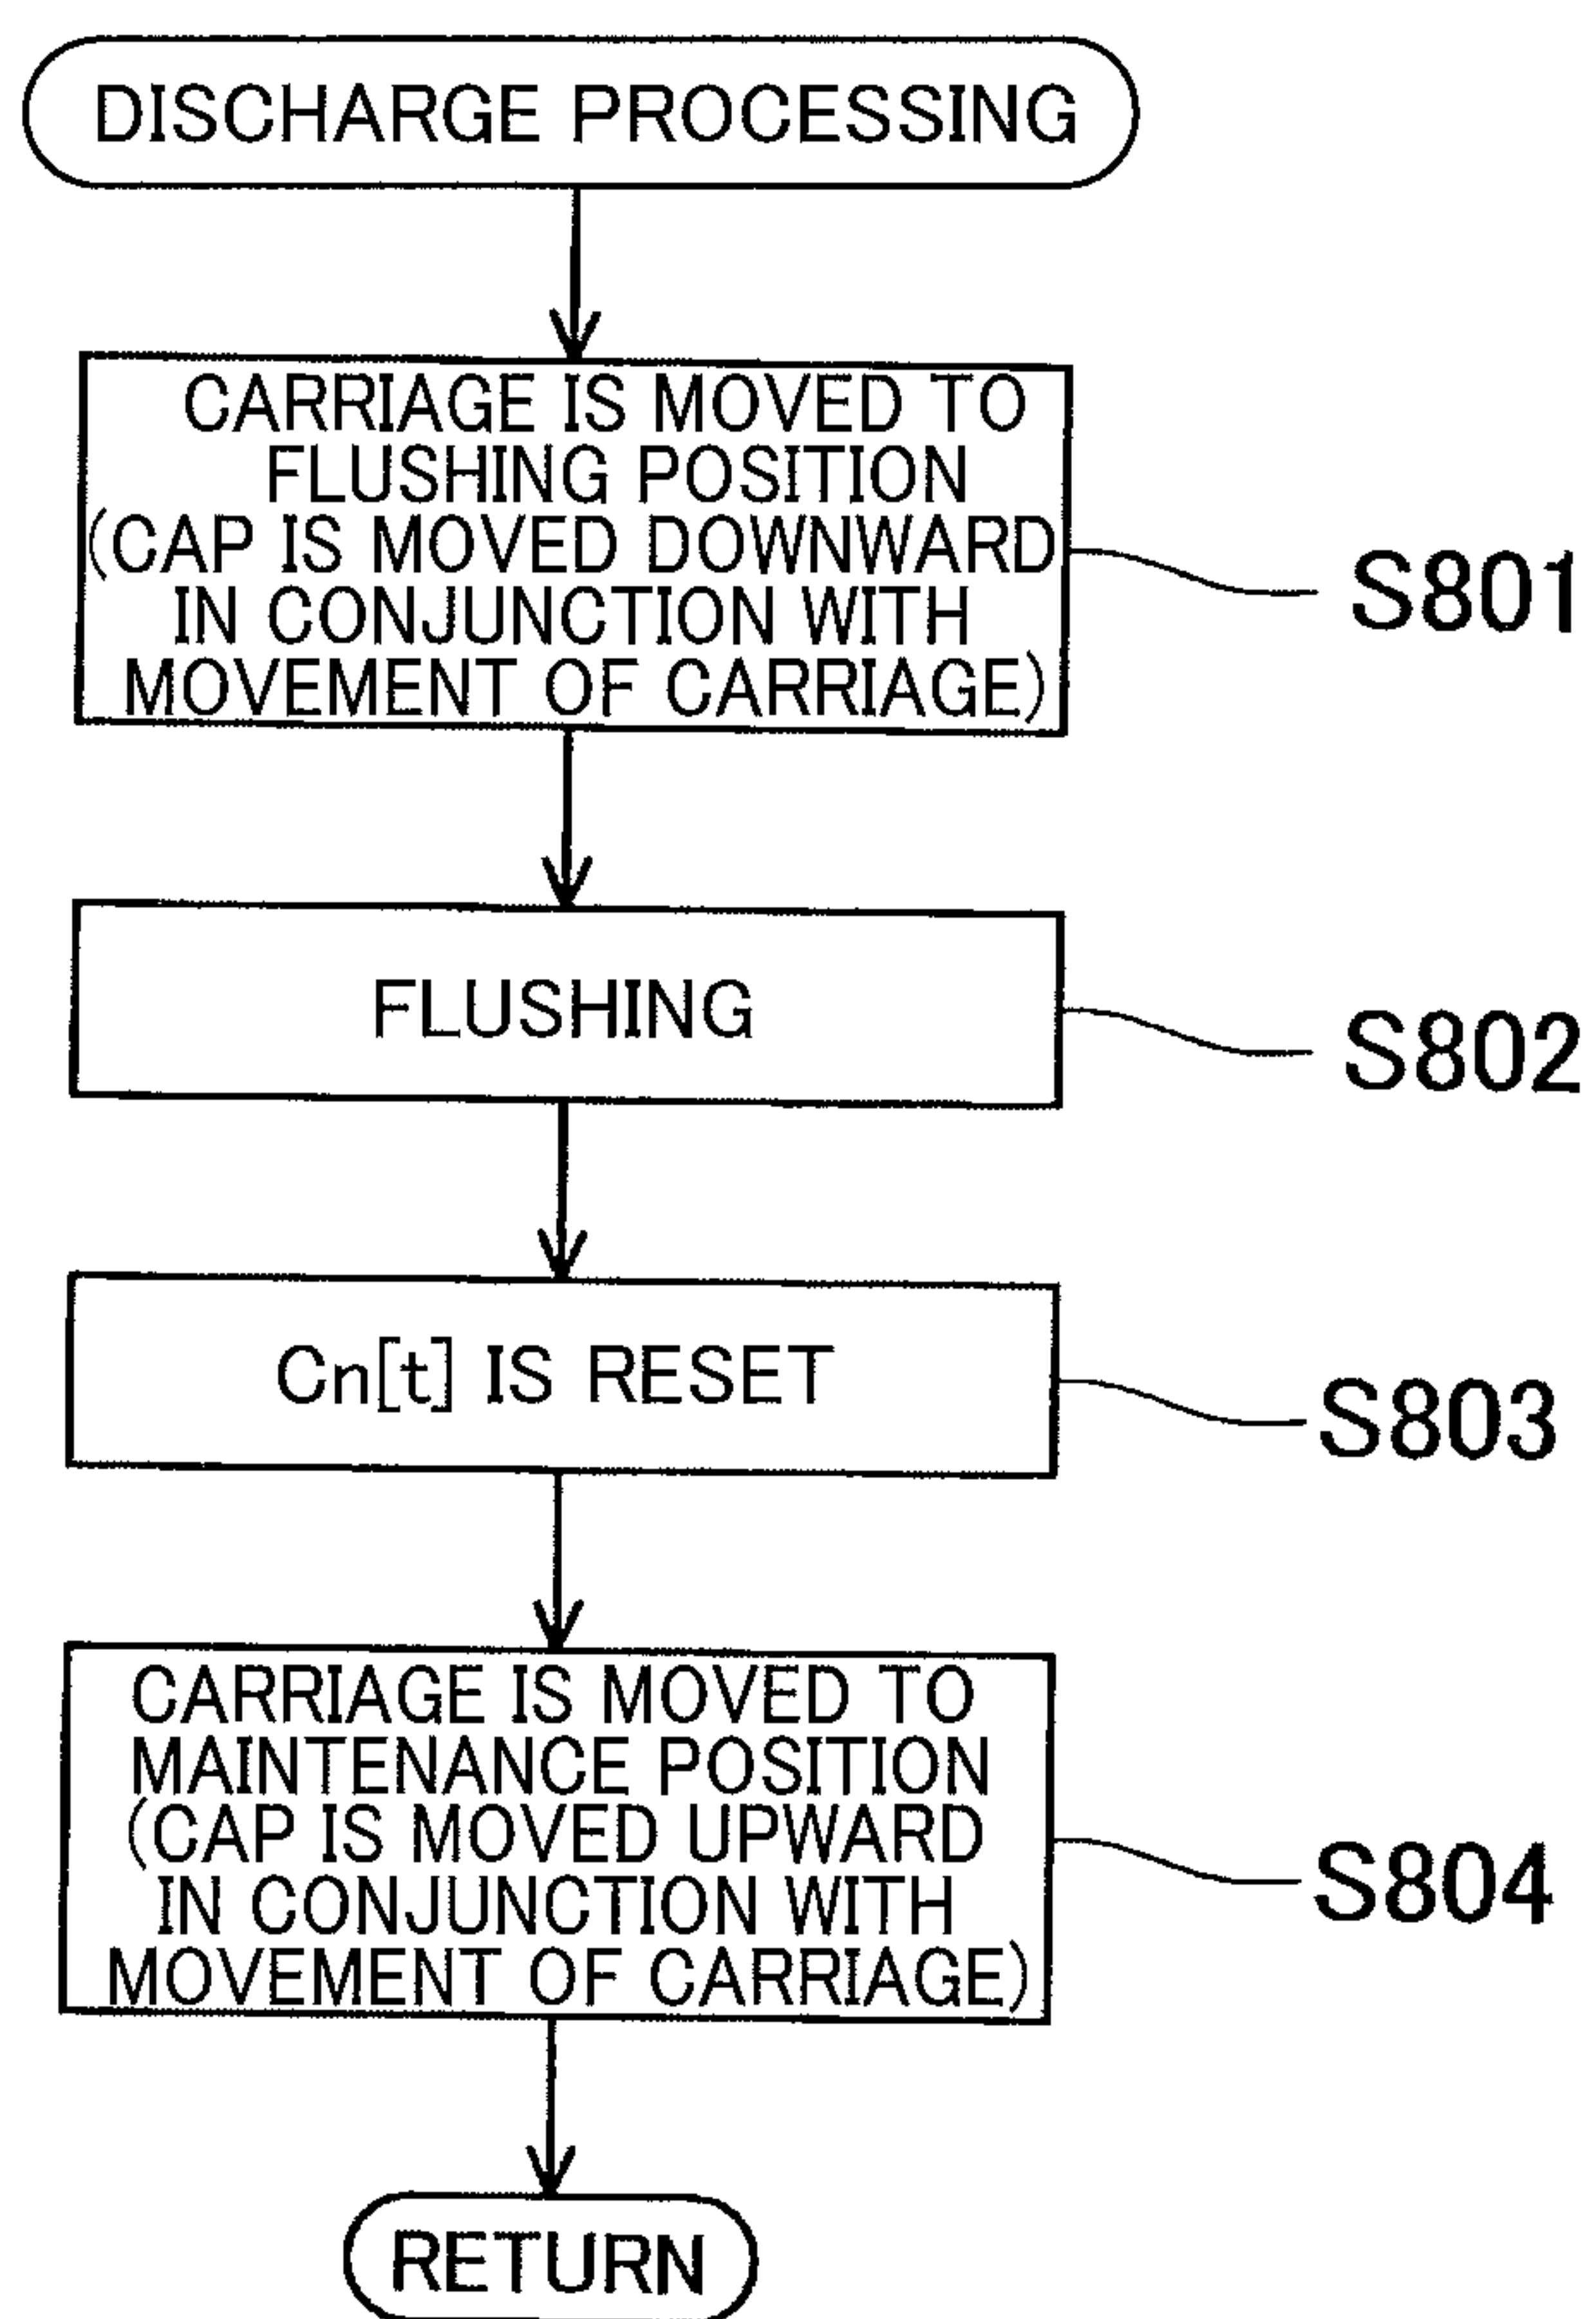 DISCHARGE PROCESSING
CARRIAGE IS MOVED TO
FLUSHING POSITION
(CAP IS MOVED DOWNWARD
IN CONJUNCTION WITH
MOVEMENT OF CARRIAGE)
S801
FLUSHING
S802
Cn[t] IS RESET
S803
CARRIAGE IS MOVED TO
MAINTENANCE POSITION
(CAP IS MOVED UPWARD
IN CONJUNCTION WITH
MOVEMENT OF CARRIAGE)
S804
RETURN